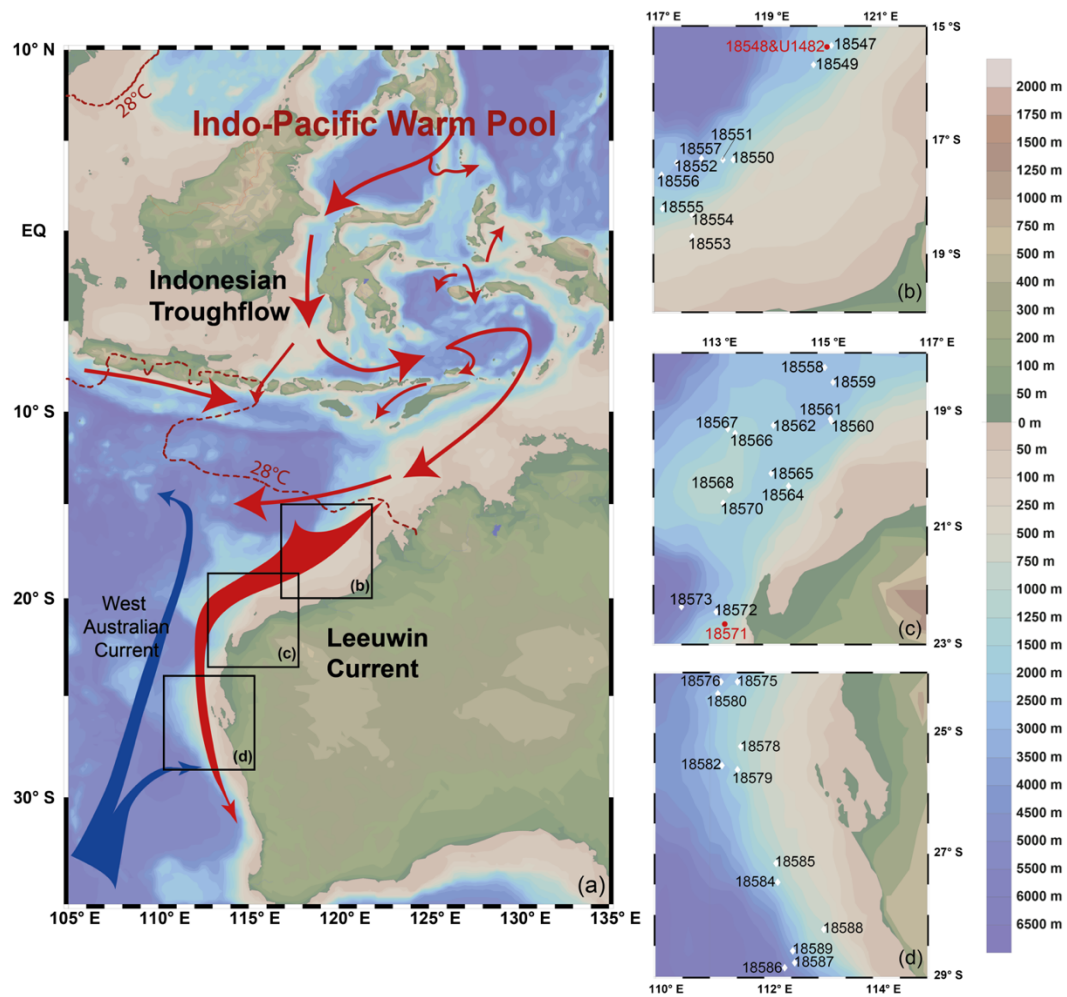 10° N
EQ
10° S
20° S
30° S
105° E
110° E
115° E
120° E
125° E
130° E
135° E
28°C
Indo-Pacific Warm Pool
Indonesian
Troughflow
28°C
West
Australian
Current
Leeuwin
Current
(b)
(c)
(d)
(a)
117° E
119° E
121° E
15° S
17° S
19° S
18548&U1482
18547
18549
18551
18557
18550
18552
18556
18555
18554
18553
(b)
113° E
115° E
117° E
19° S
21° S
23° S
18558
18559
18561
18567
18562
18560
18566
18565
18568
18564
18570
18573
18572
18571
(c)
18576
18575
18580
25° S
18578
18582
18579
27° S
18585
18584
18588
18589
18587
18586
(d)
29° S
110° E
112° E
114° E
2000 m
1750 m
1500 m
1250 m
1000 m
750 m
500 m
400 m
300 m
200 m
100 m
50 m
0 m
50 m
100 m
250 m
500 m
750 m
1000 m
1250 m
1500 m
1750 m
2000 m
2500 m
3000 m
3500 m
4000 m
4500 m
5000 m
5500 m
6000 m
6500 m